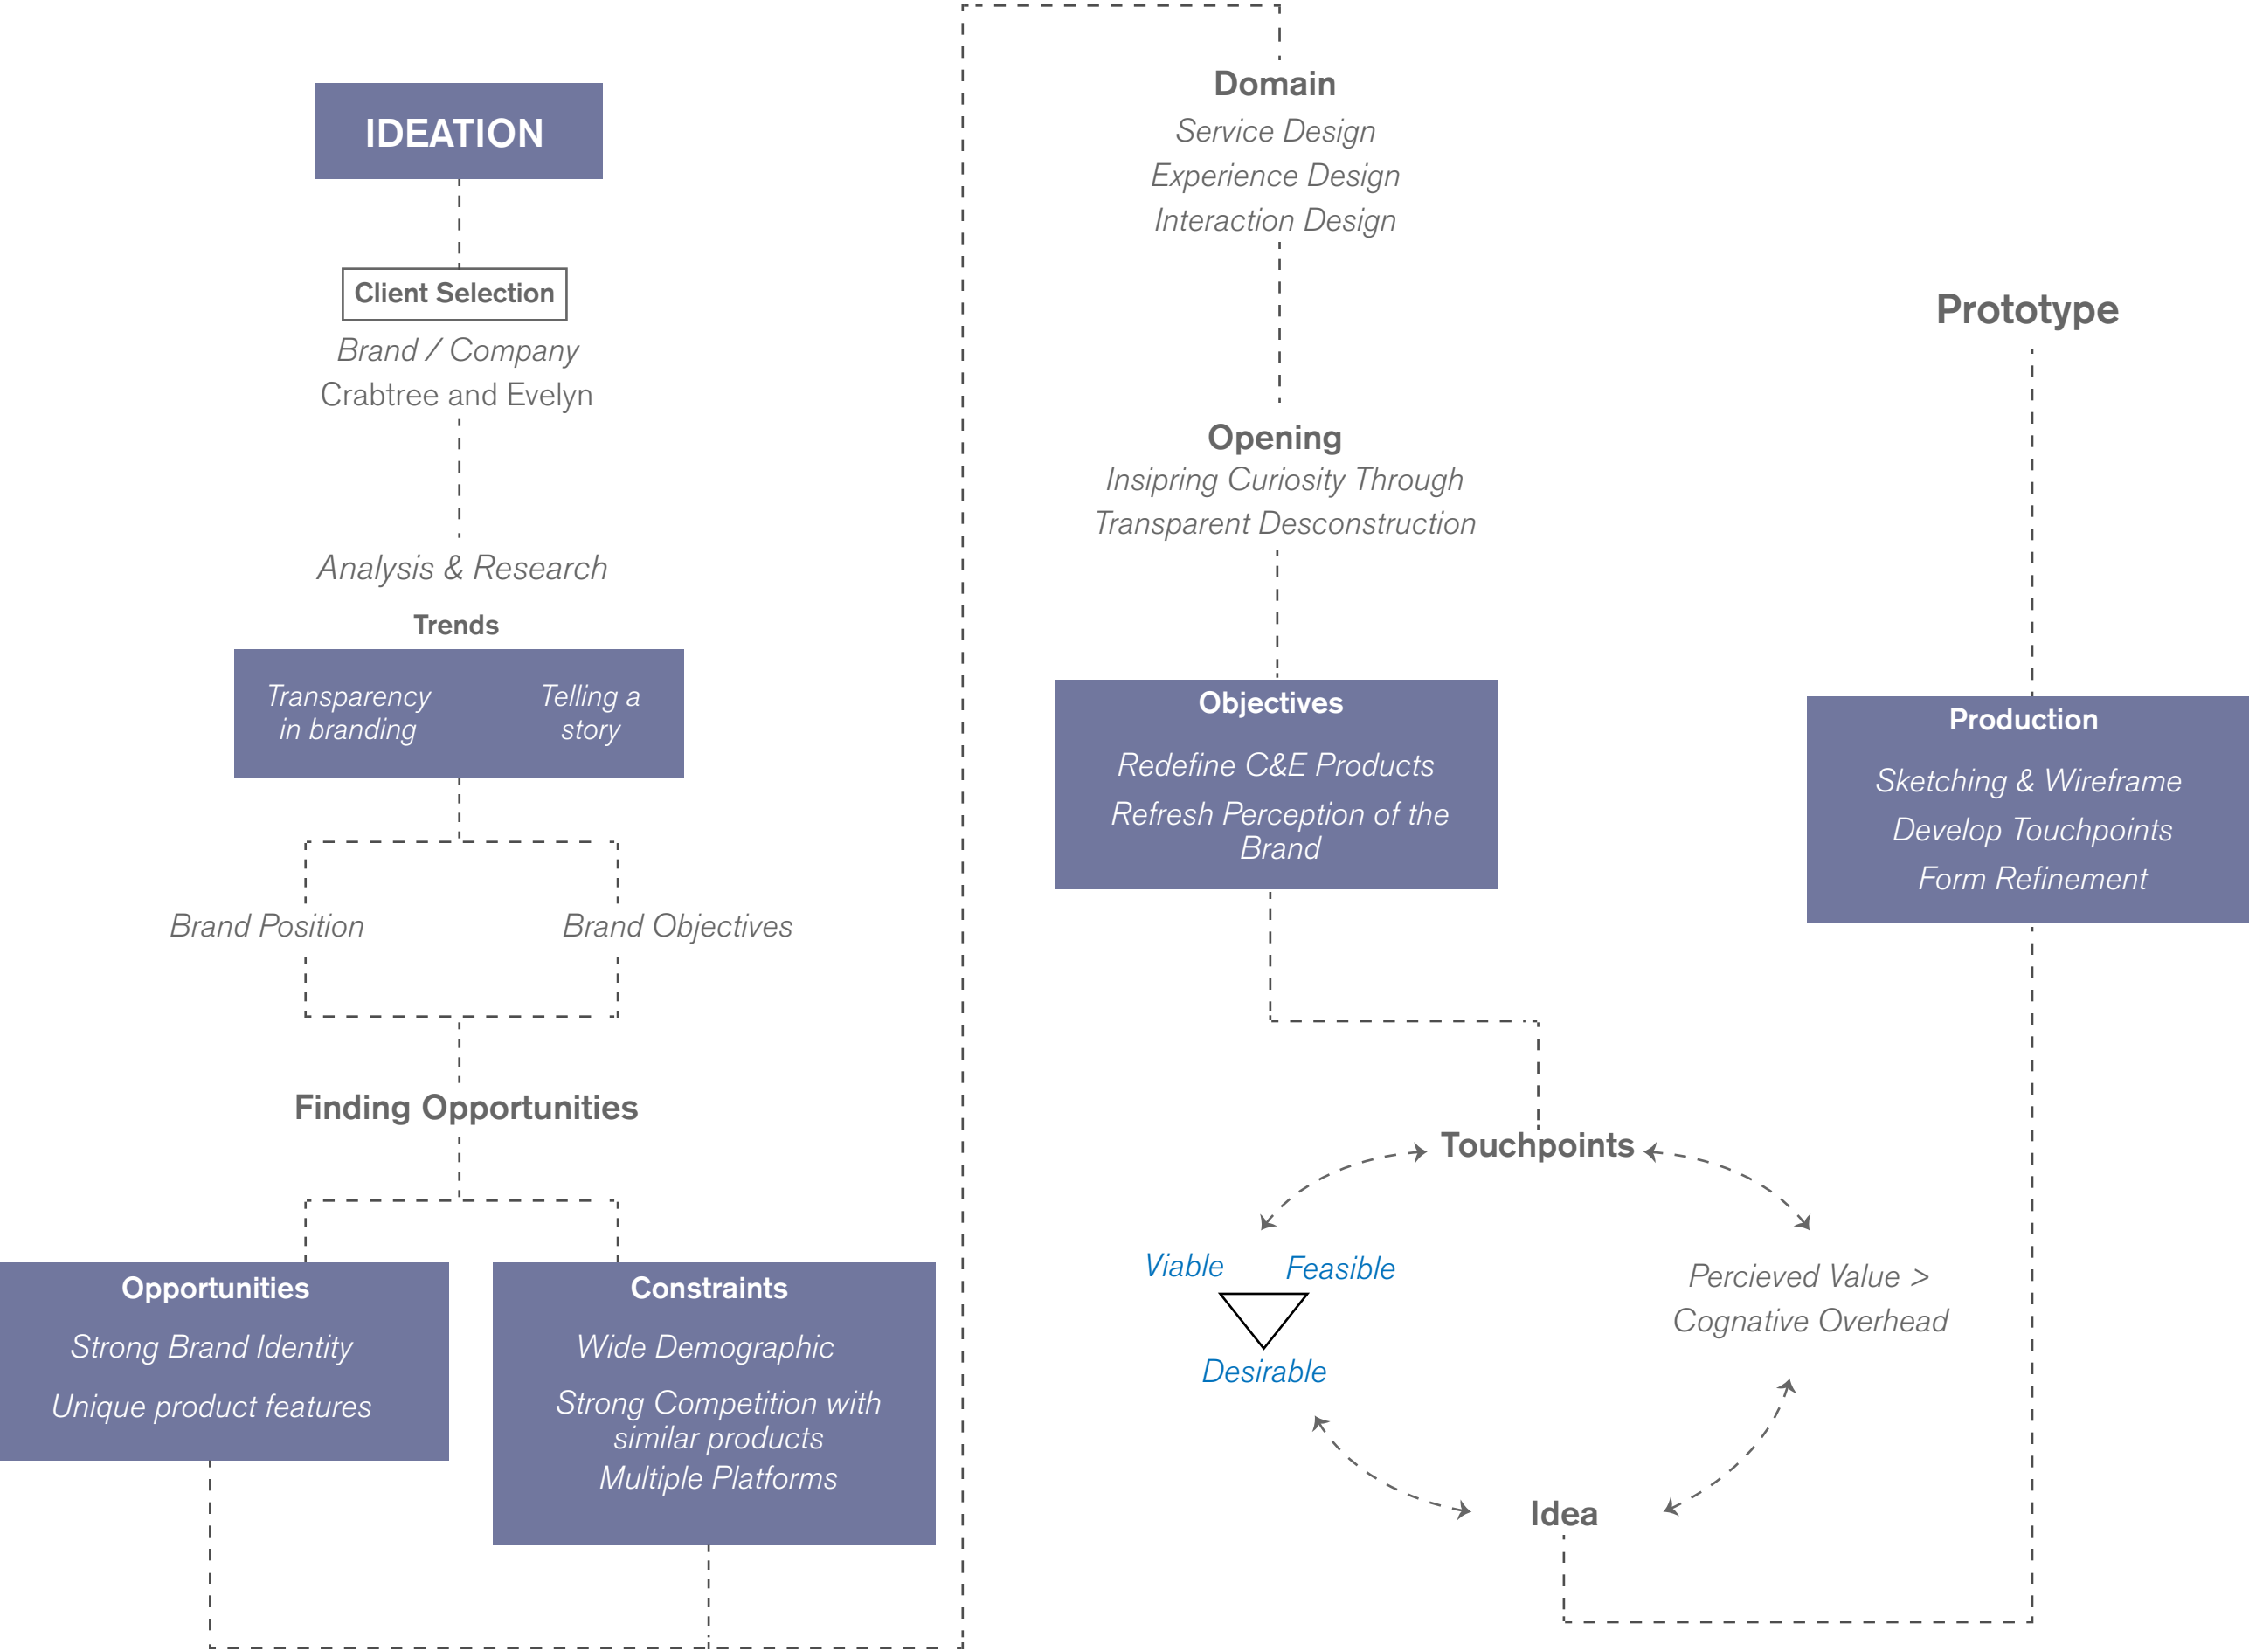 IDEATION
Client Selection
Brand / Company
Crabtree and Evelyn
Analysis & Research
Trends
Transparency
in branding
Telling a
story
Brand Position
Brand Objectives
Finding Opportunities
Opportunities
Strong Brand Identity
Unique product features
Constraints
Wide Demographic
Strong Competition with
similar products
Multiple Platforms
Domain
Service Design
Experience Design
Interaction Design
Opening
Insipring Curiosity Through
Transparent Desconstruction
Objectives
Redefine C&E Products
Refresh Perception of the
Brand
Touchpoints
Viable
Feasible
Desirable
Percieved Value >
Cognative Overhead
Idea
Prototype
Production
Sketching & Wireframe
Develop Touchpoints
Form Refinement